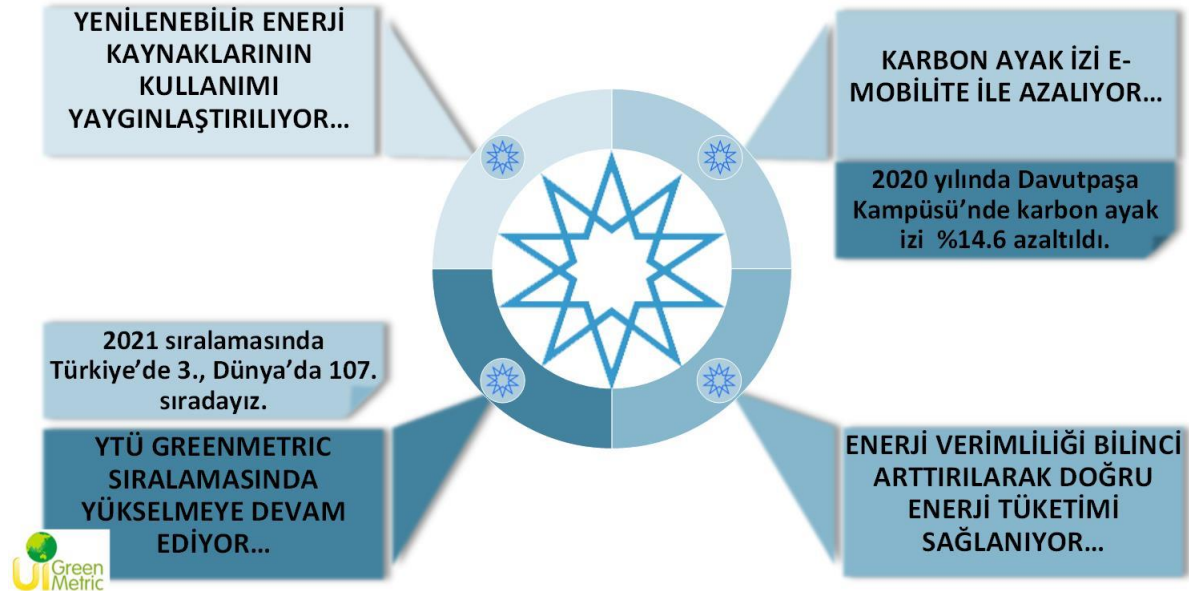 YENİLENEBİLİR ENERJİ
KAYNAKLARININ
KULLANIMI
YAYGINLAŞTIRILIYOR…
KARBON AYAK İZİ E-
MOBİLİTE İLE AZALIYOR…
2020 yılında Davutpaşa
Kampüsü’nde karbon ayak
izi %14.6 azaltıldı.
2021 sıralamasında
Türkiye’de 3., Dünya’da 107.
sıradayız.
YTÜ GREENMETRIC
SIRALAMASINDA
YÜKSELMEYE DEVAM
EDİYOR…
ENERJİ VERİMLİLİĞİ BİLİNCİ
ARTTIRILARAK DOĞRU
ENERJİ TÜKETİMİ
SAĞLANIYOR…
UI Green
Metric